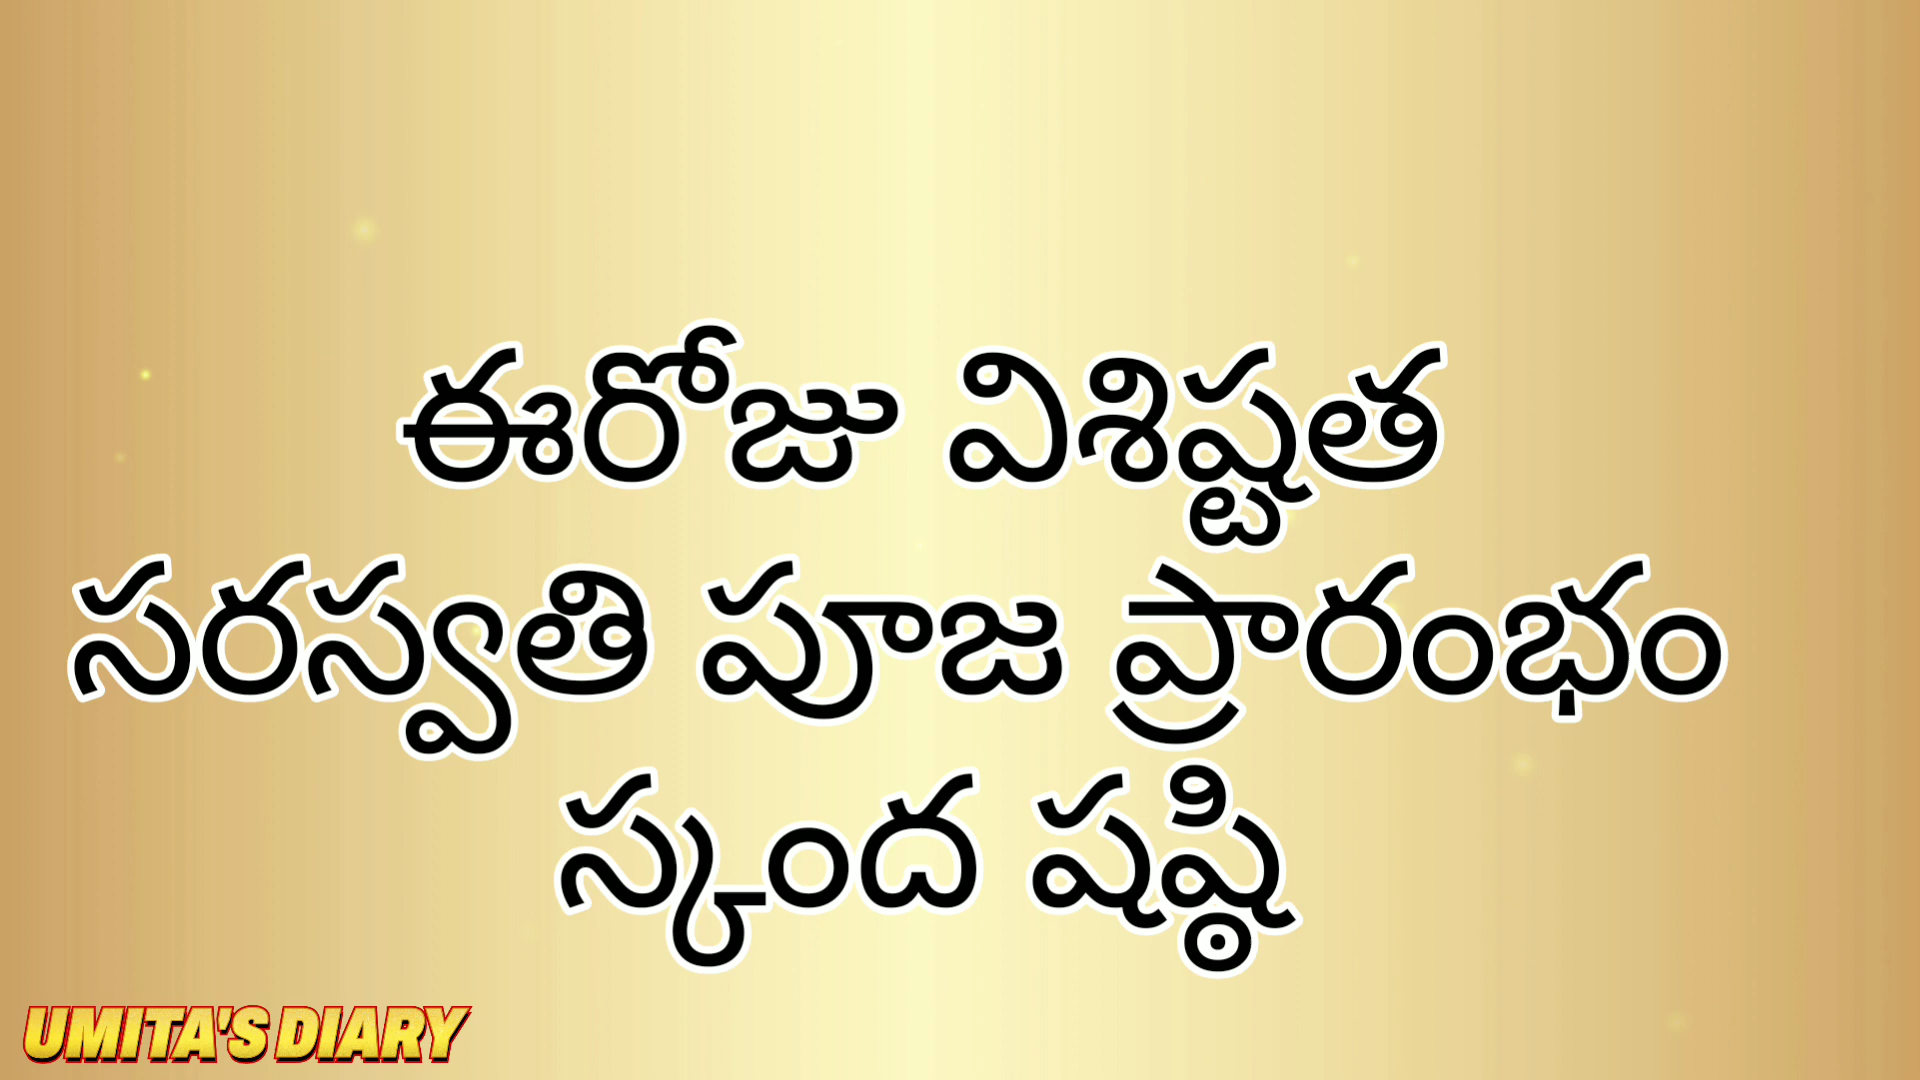 ఈరోజు విశిష్టత
సరస్వతి పూజ ప్రారంభం
స్కంద షష్ఠి
UMITA'S DIARY